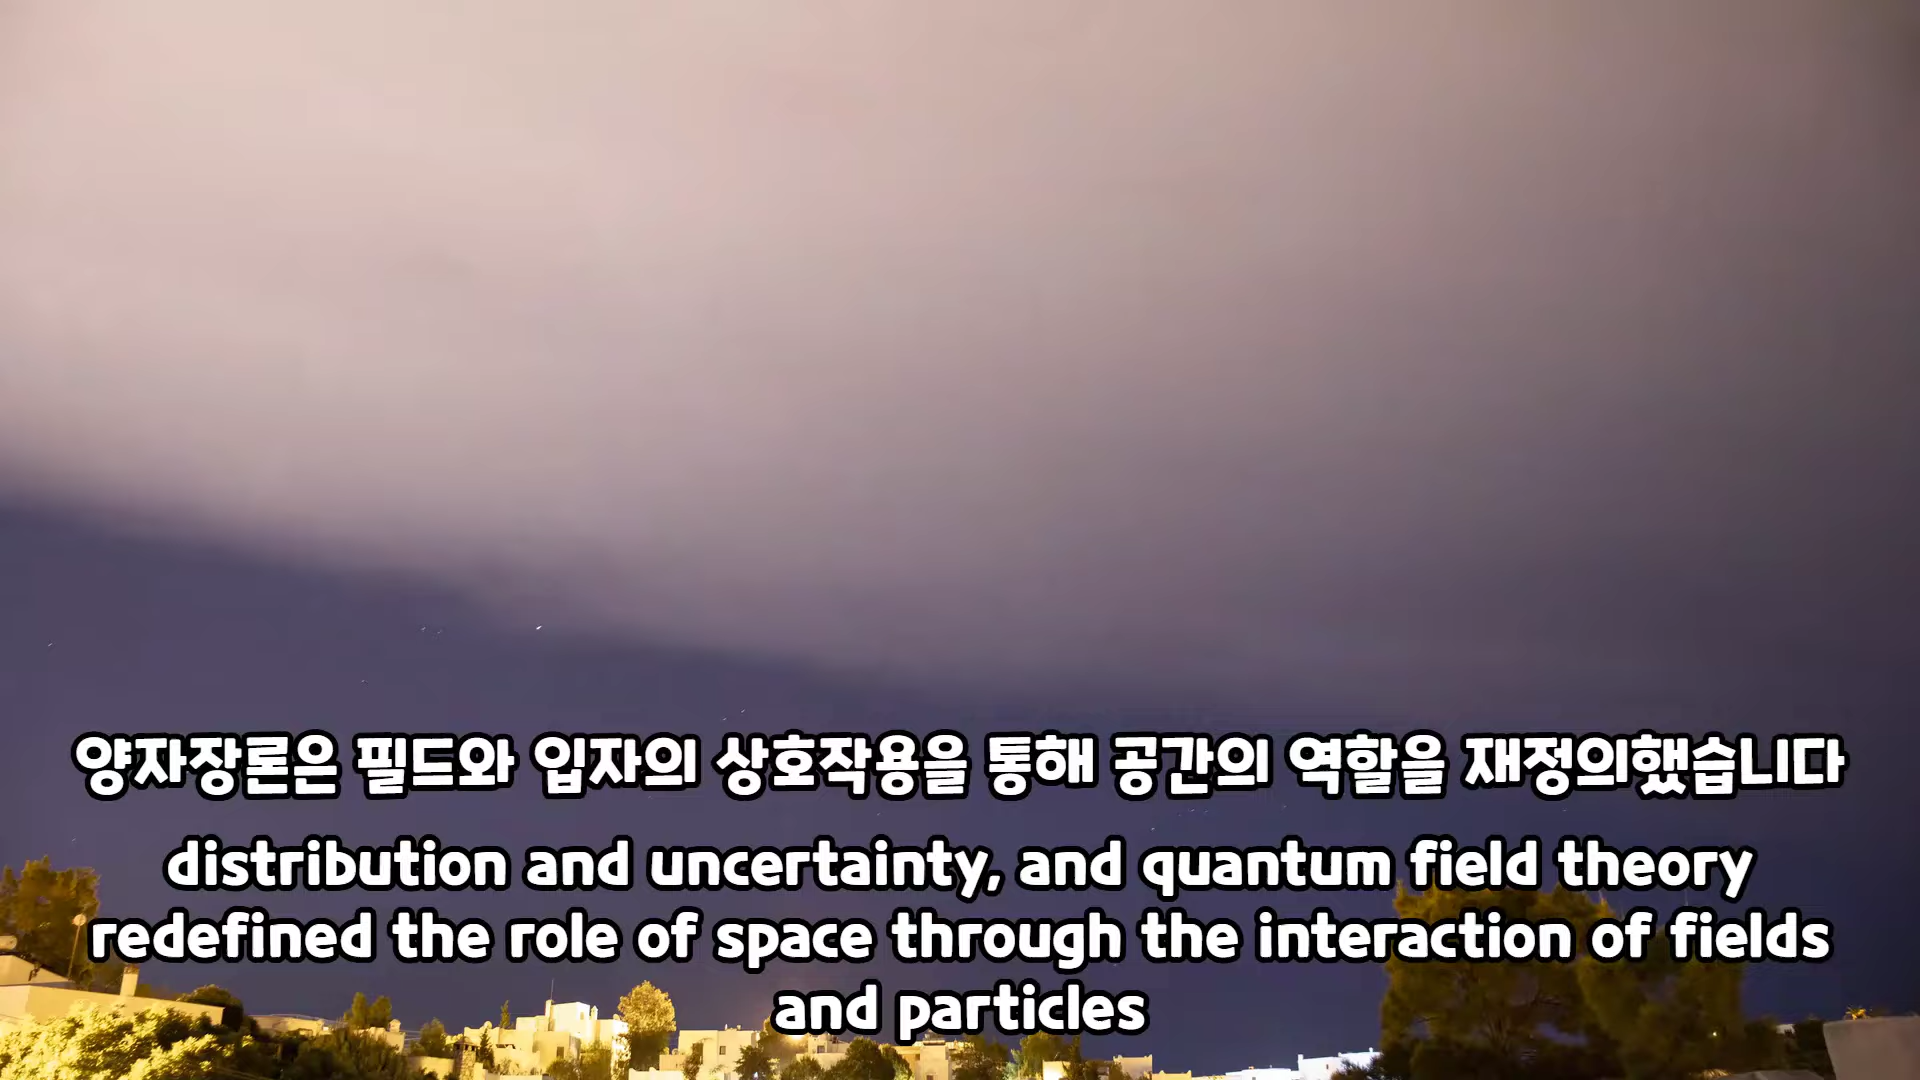 양자장론은 필드와 입자의 상호작용을 통해 공간의 역할을 재정의했습니다
distribution and uncertainty, and quantum field theory
redefined the role of space through the interaction of fields
and particles